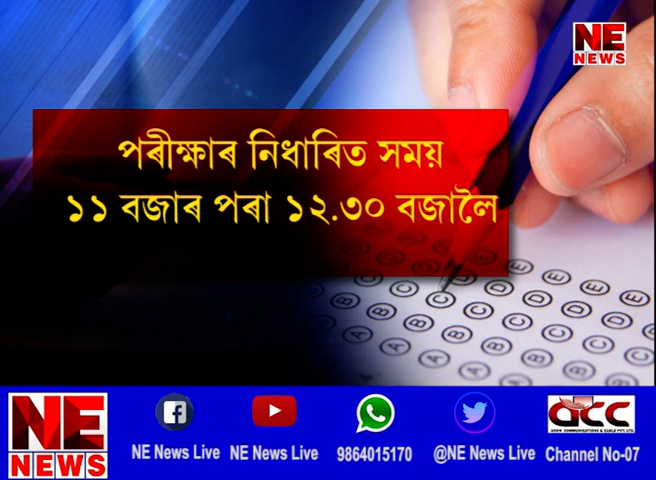 NE
NEWS
পৰীক্ষাৰ নিধাৰিত সময়
১১ বজাৰ পৰা ১২.৩০ বজালৈ
NE
NEWS
NE News Live
NE News Live
9864015170
@NE News Live
acc
Channel No-07